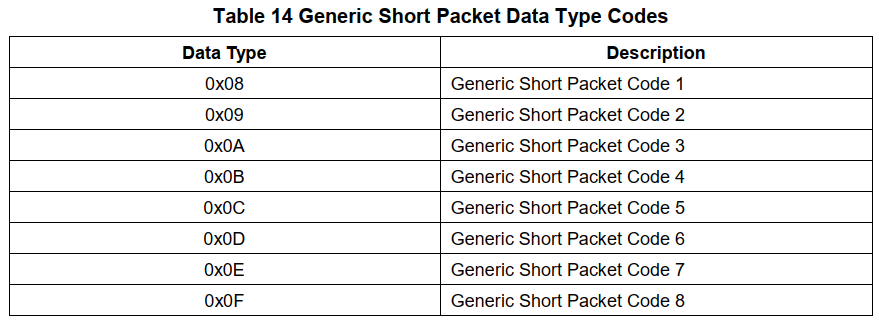 Table 14 Generic Short Packet Data Type Codes
Data Type Description
0x08 Generic Short Packet Code 1
0x09 Generic Short Packet Code 2
0x0A Generic Short Packet Code 3
0x0B Generic Short Packet Code 4
0x0C Generic Short Packet Code 5
0x0D Generic Short Packet Code 6
0x0E Generic Short Packet Code 7
0x0F Generic Short Packet Code 8